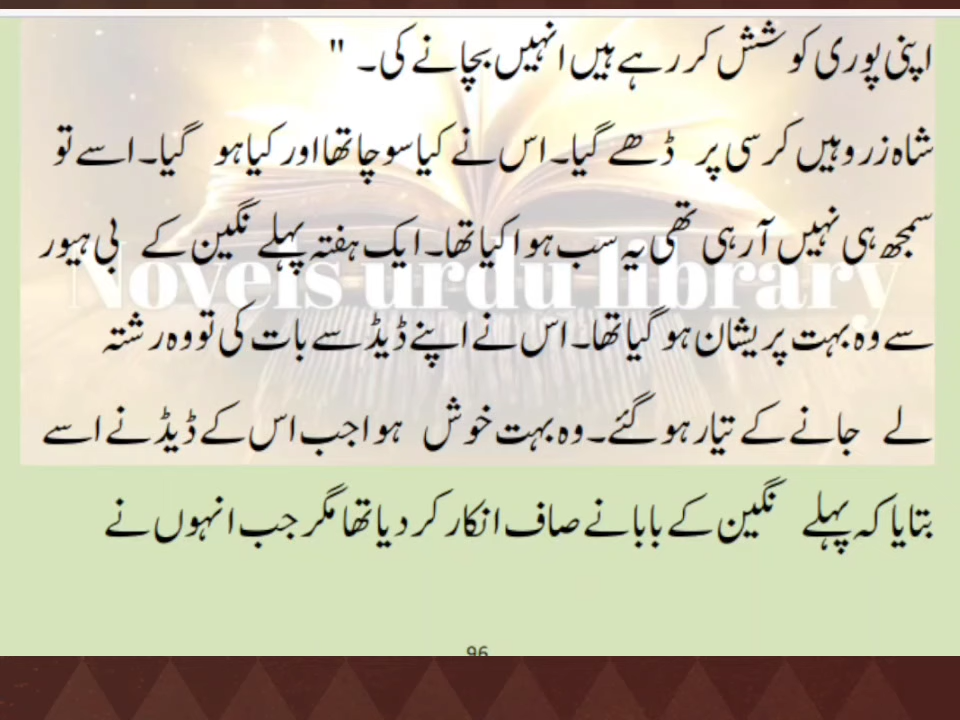 اپنی پوری کوشش کر رہے ہیں انہیں بچانے کی۔ "
شاہ زر وہیں کرسی پر ڈھے گیا۔ اس نے کیا سوچا تھا اور کیا ہو گیا۔ اسے تو
سمجھ ہی نہیں آرہی تھی یہ سب ہوا کیا تھا۔ ایک ہفتہ پہلے نگین کے بی ہیور
Novels urdu library
سے وہ بہت پریشان ہو گیا تھا۔ اس نے اپنے ڈیڈ سے بات کی تو وہ رشتہ
لے جانے کے تیار ہو گئے۔ وہ بہت خوش ہوا جب اس کے ڈیڈ نے اسے
بتایا کہ پہلے نگین کے بابا نے صاف انکار کر دیا تھا مگر جب انہوں نے
96